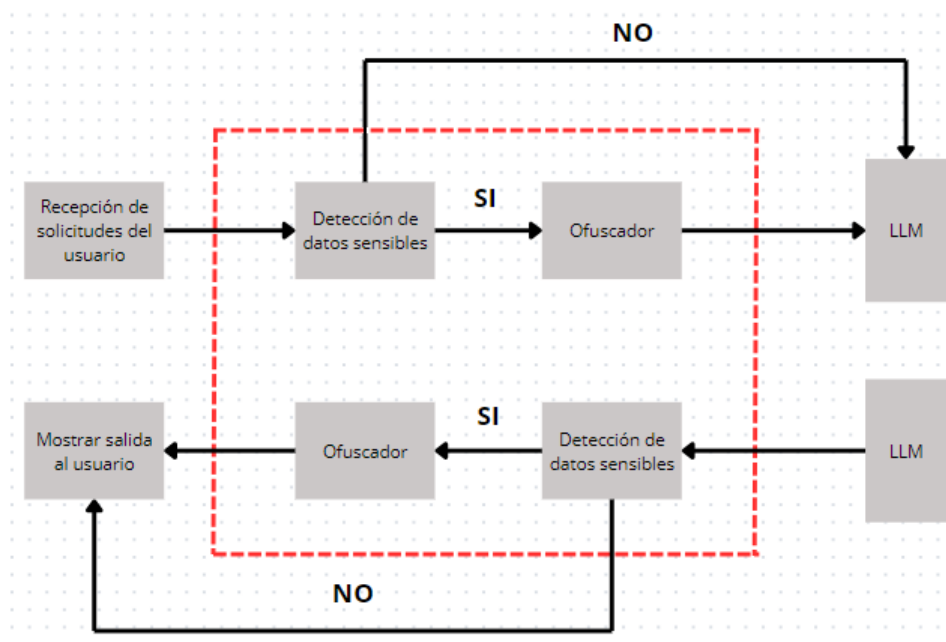 NO
Recepción de
solicitudes del
usuario
Detección de
datos sensibles
SI
Ofuscador
LLM
Mostrar salida
al usuario
Ofuscador
SI
Detección de
datos sensibles
LLM
NO